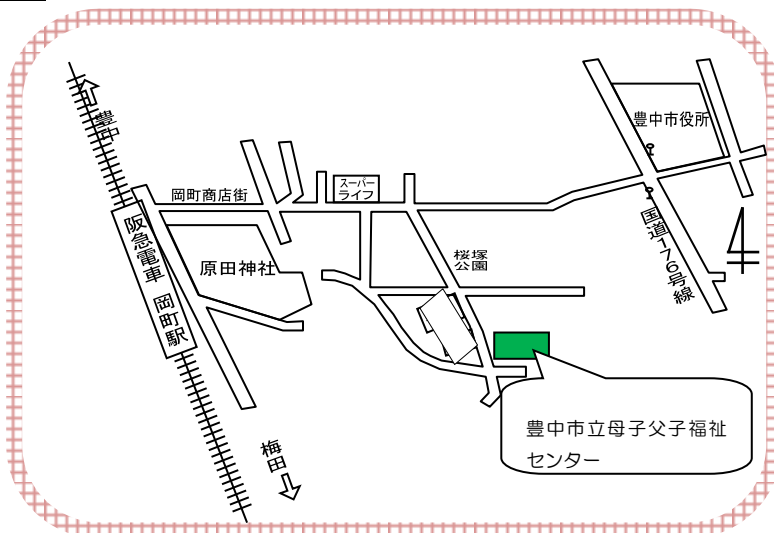 豊中
豊中市役所
スーパー
ライフ
岡町商店街
桜塚
公園
国道176号線
阪急電車 岡町駅
原田神社
梅田
豊中市立母子父子福祉
センター